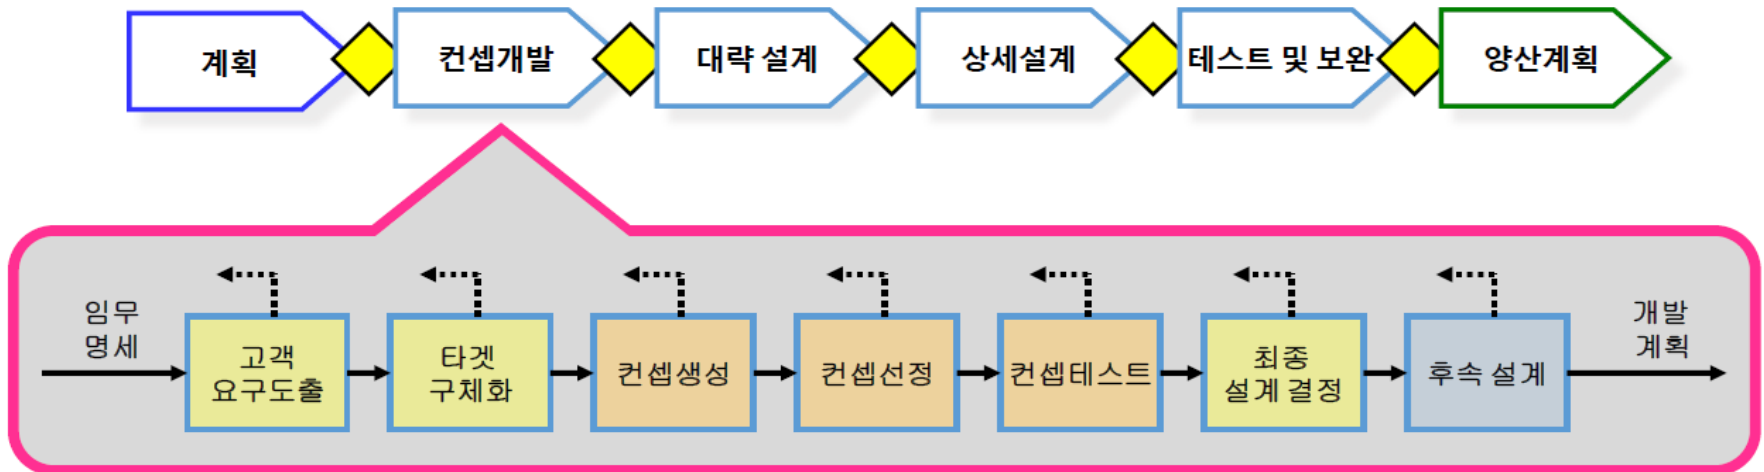 계획
컨셉개발
대략 설계
상세설계
테스트 및 보완
양산계획
임무
명세
고객
요구도출
타겟
구체화
컨셉생성
컨셉선정
컨셉테스트
최종
설계 결정
후속 설계
개발
계획